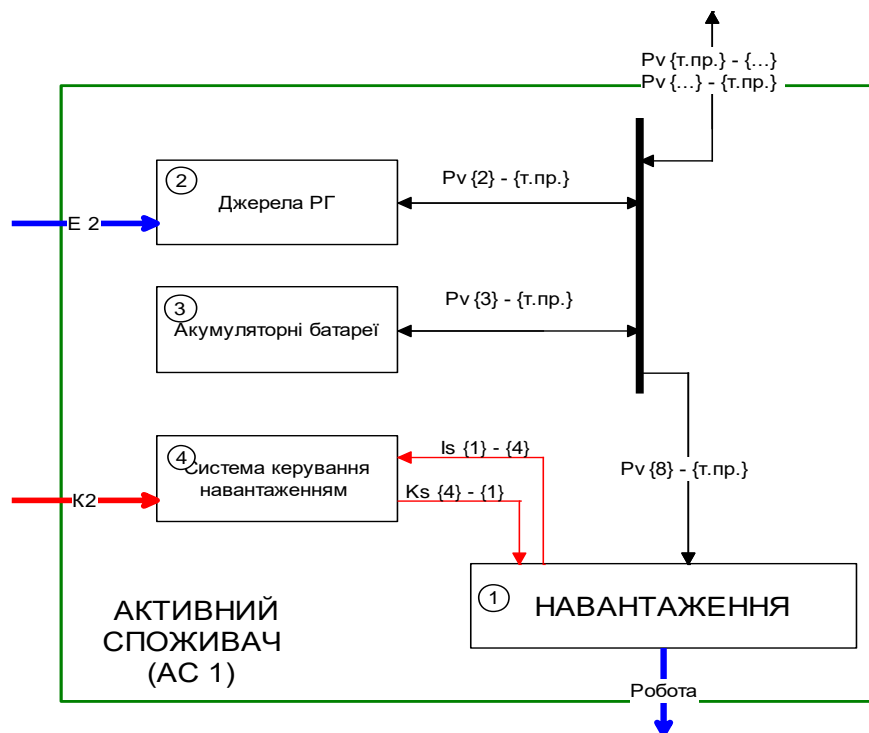 Pv {т.пр.} - {...}
Pv {...} - {т.пр.}
2
Джерела РГ
Pv {2} - {т.пр.}
Е 2
3
Акумуляторні батареї
Pv {3} - {т.пр.}
4
Система керування
навантаженням
Is {1} - {4}
Ks {4} - {1}
К2
Pv {8} - {т.пр.}
1
НАВАНТАЖЕННЯ
АКТИВНИЙ
СПОЖИВАЧ
(АС 1)
Робота